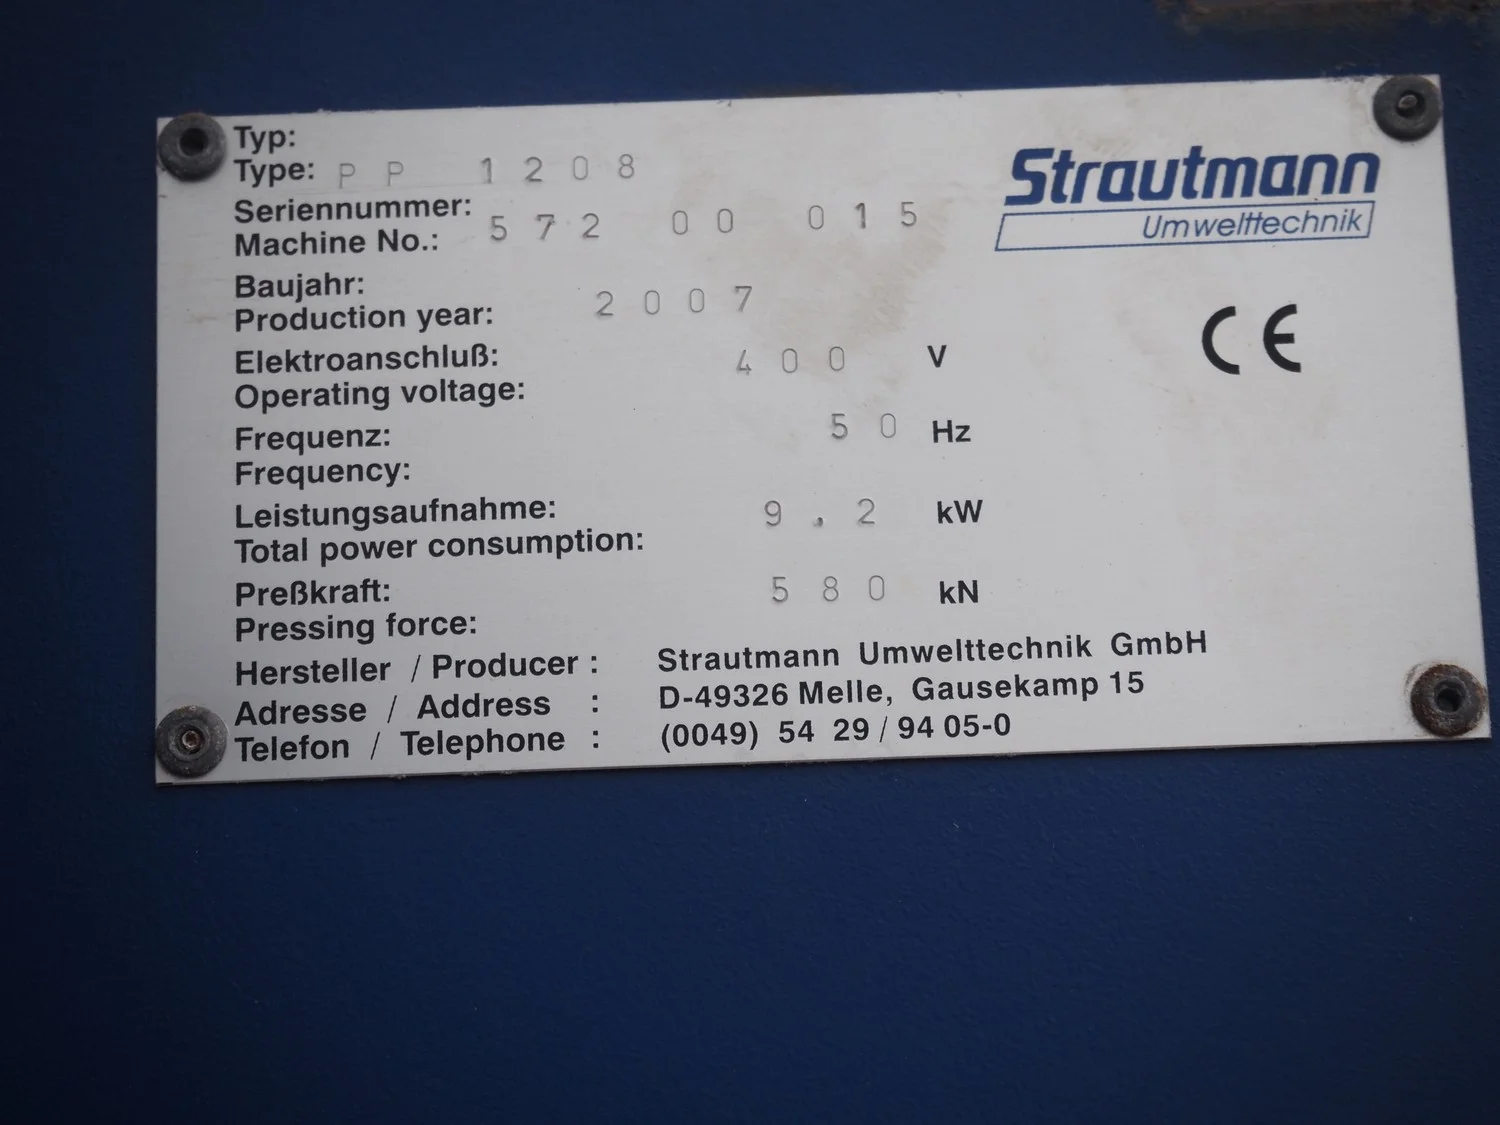 Typ:
Type: PP 1208
Seriennummer:
Machine No.: 572 00 015
Baujahr:
Production year: 2007
Elektroanschluß: 400 V
Operating voltage:
Frequenz: 50 Hz
Frequency:
Leistungsaufnahme: 9.2 kW
Total power consumption:
Preßkraft: 580 kN
Pressing force:
Hersteller / Producer : Strautmann Umwelttechnik GmbH
Adresse / Address : D-49326 Melle, Gausekamp 15
Telefon / Telephone : (0049) 54 29 / 94 05-0
Strautmann
Umwelttechnik
CE